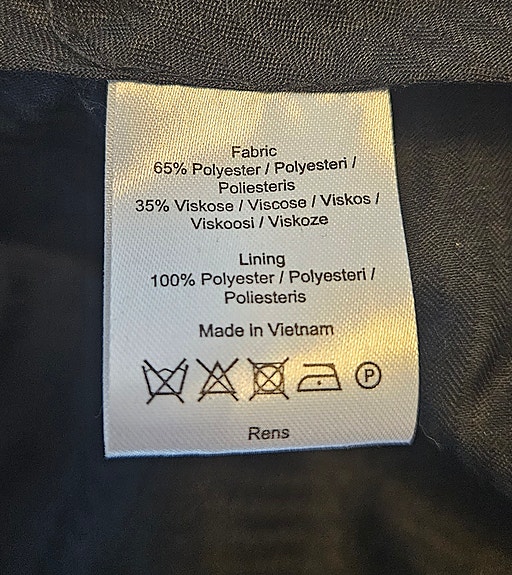 Fabric
65% Polyester / Polyesteri /
Poliesteris
35% Viskose / Viscose / Viskos /
Viskoosi / Viskoze
Lining
100% Polyester / Polyesteri /
Poliesteris
Made in Vietnam
P
Rens